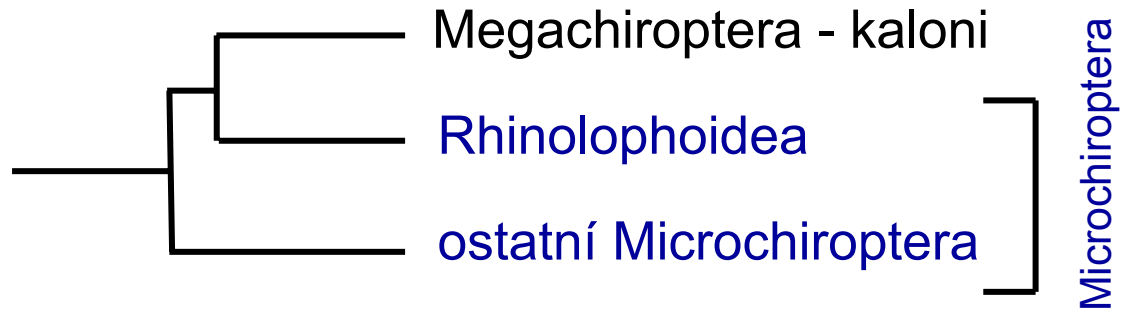 Megachiroptera - kaloni
Rhinolophoidea
ostatní Microchiroptera
Microchiroptera